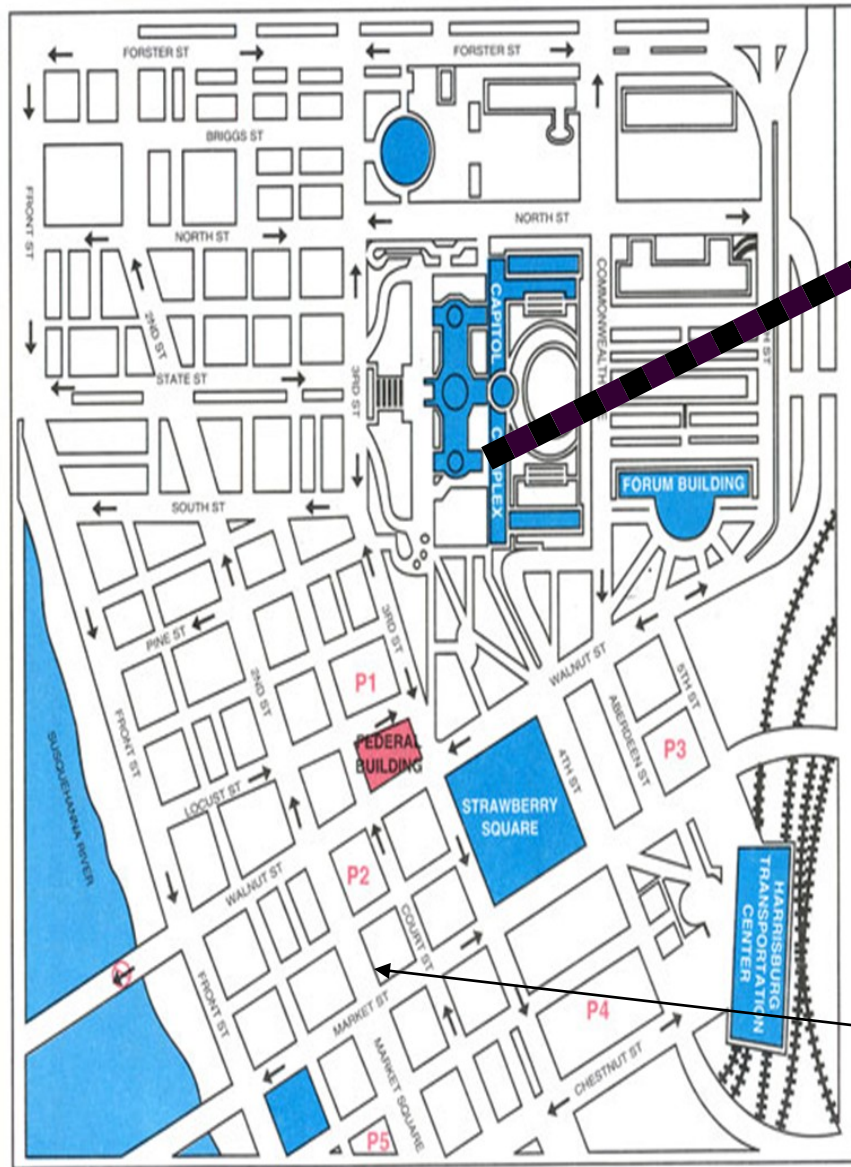 FORSTER ST
FORSTER ST
BRIGGS ST
FRONT ST
NORTH ST
NORTH ST
2ND ST
STATE ST
3RD ST
CAPITOL
COMMONWEALTH
FORUM BUILDING
SOUTH ST
PINE ST
3RD ST
2ND ST
P1
FRONT ST
WALNUT ST
5TH ST
ABERDEEN ST
P3
4TH ST
FEDERAL
BUILDING
LOCUST ST
STRAWBERRY
SQUARE
SUSQUEHANNA RIVER
WALNUT ST
P2
COURT ST
HARRISBURG
TRANSPORTATION
CENTER
FRONT ST
MARKET ST
P4
CHESTNUT ST
MARKET SQUARE
P5